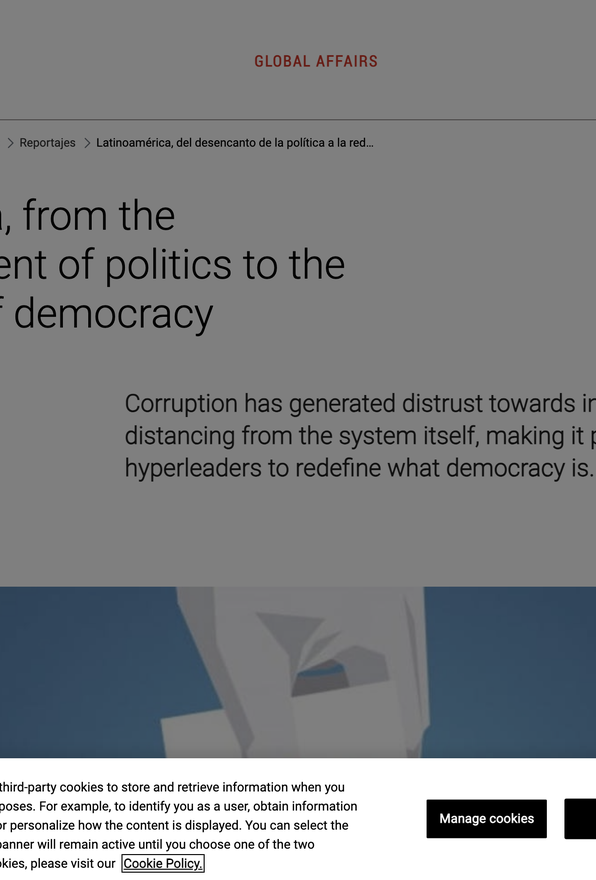 GLOBAL AFFAIRS
Reportajes
Latinoamérica, del desencanto de la política a la red...
, from the
ent of politics to the
democracy
Corruption has generated distrust towards
distancing from the system itself, making it
hyperleaders to redefine what democracy is.
third-party cookies to store and retrieve information when you
poses. For example, to identify you as a user, obtain information
or personalize how the content is displayed. You can select the
banner will remain active until you choose one of the two
okies, please visit our Cookie Policy.
Manage cookies